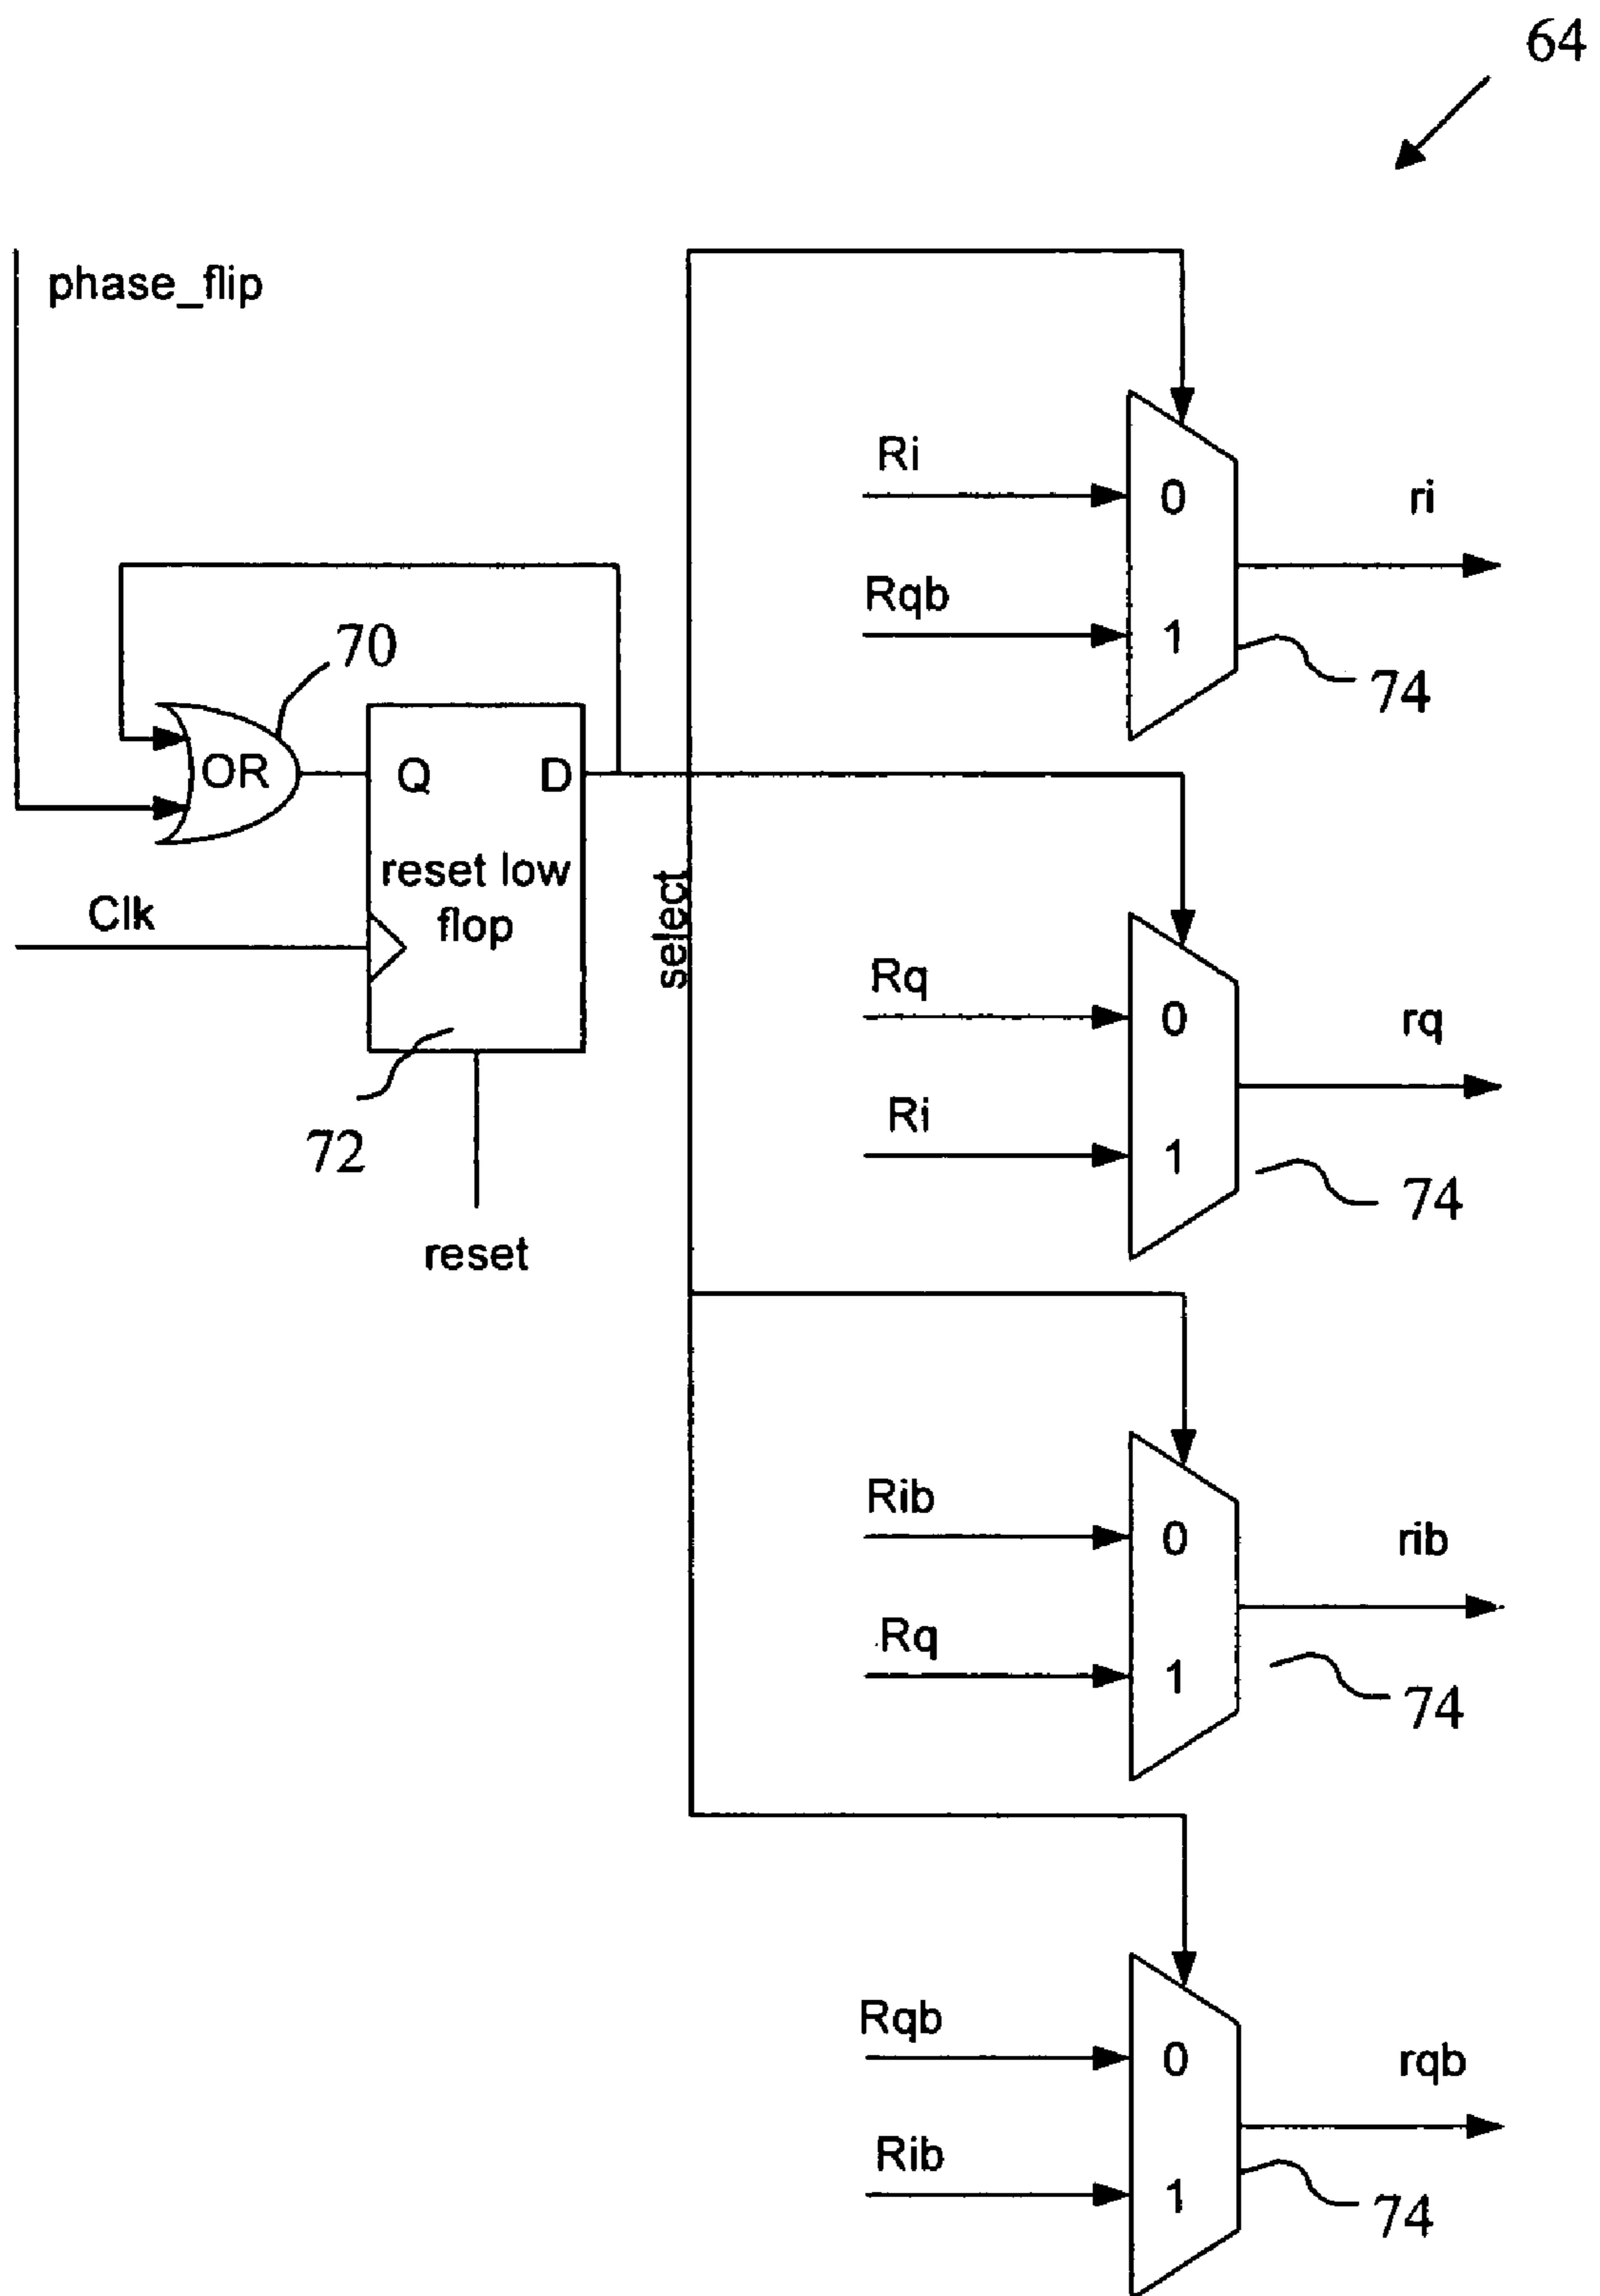 64
phase_flip
Ri
0
ri
Rqb
1
70
74
OR
Q
D
reset low
flop
Clk
select
Rq
0
rq
Ri
1
72
74
reset
Rib
0
rib
Rq
1
74
Rqb
0
rqb
Rib
1
74